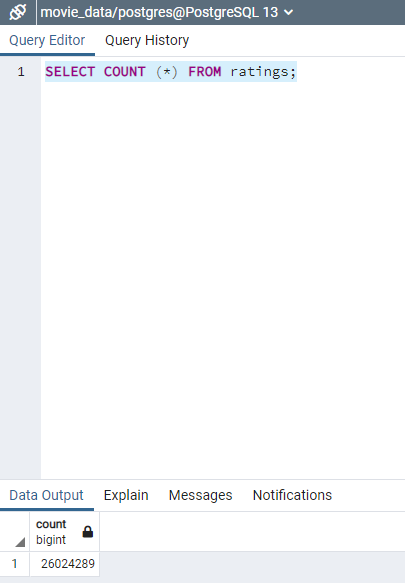 movie_data/postgres@PostgreSQL 13
Query Editor Query History
1 SELECT COUNT (*) FROM ratings;
Data Output Explain Messages Notifications
count
bigint
1 26024289